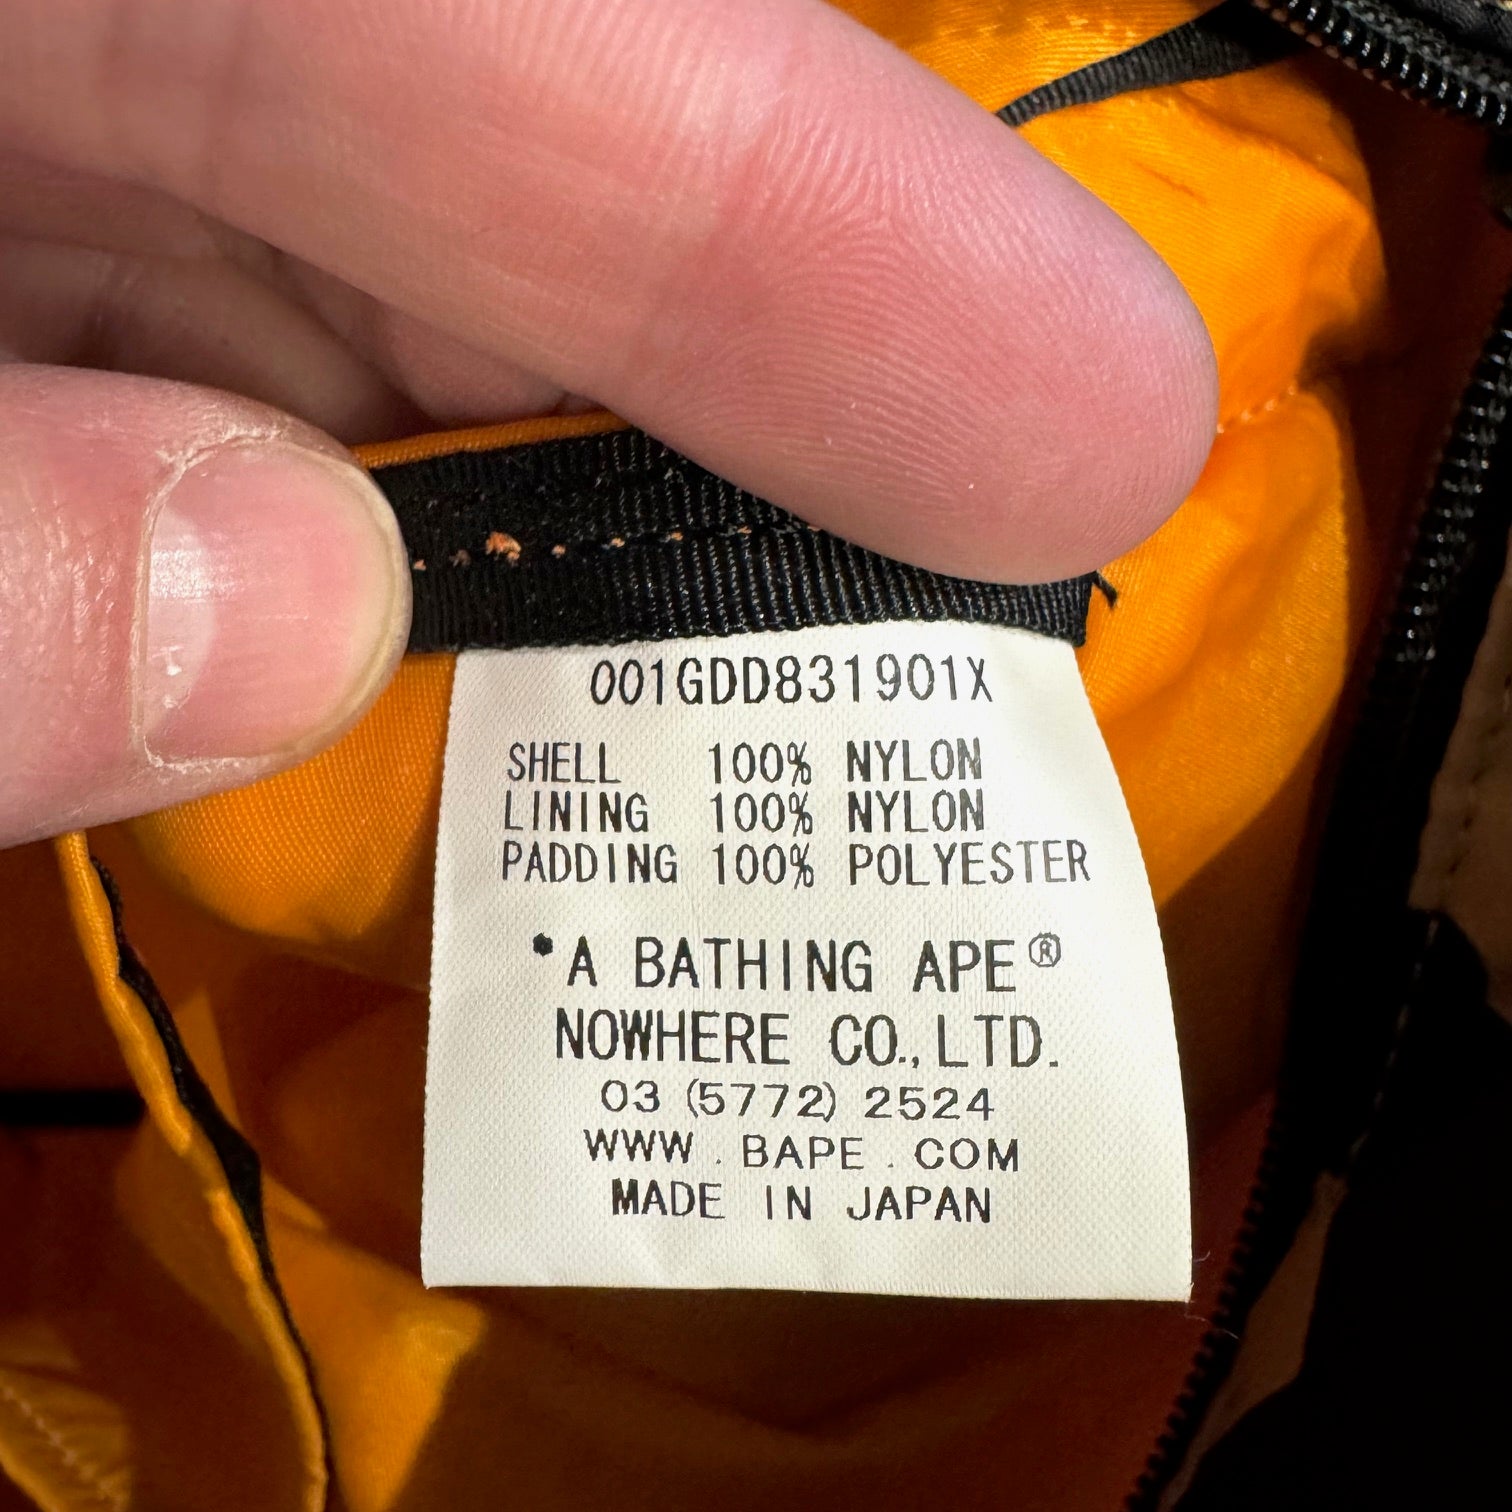 001GDD831901X
SHELL 100% NYLON
LINING 100% NYLON
PADDING 100% POLYESTER
•A BATHING APE®
NOWHERE CO.,LTD.
03 (5772) 2524
WWW.BAPE.COM
MADE IN JAPAN